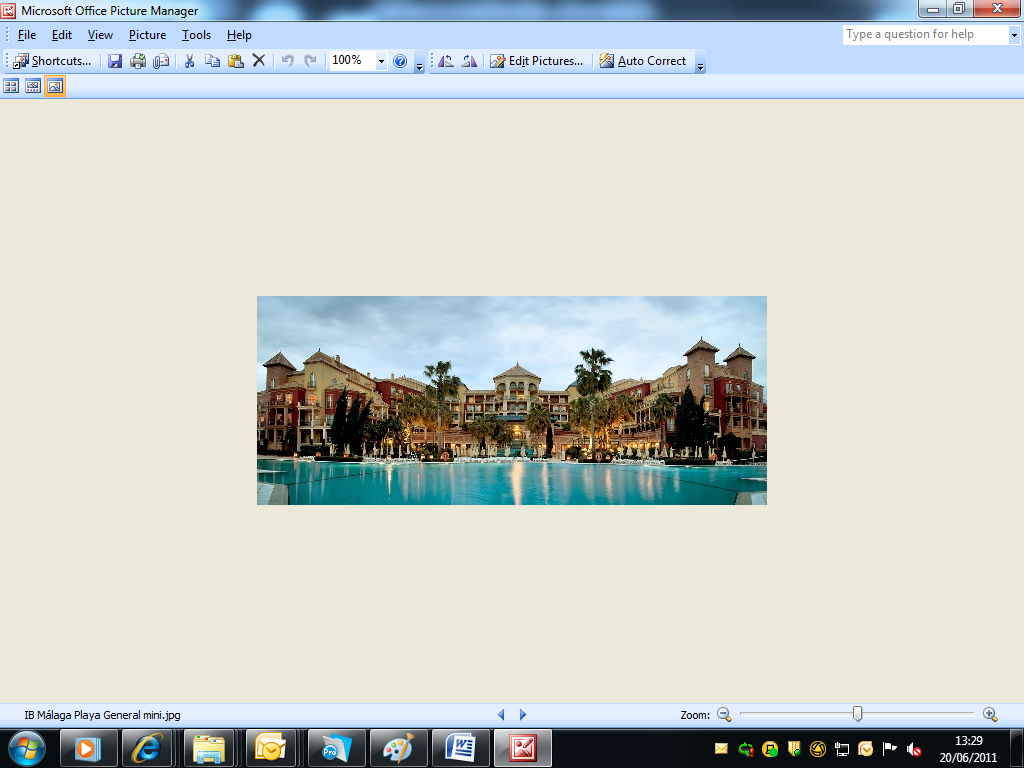 Microsoft Office Picture Manager
File Edit View Picture Tools Help
Type a question for help
Shortcuts... 100% Edit Pictures... Auto Correct
IB Málaga Playa General mini.jpg
Zoom:
Pro
13:29
20/06/2011